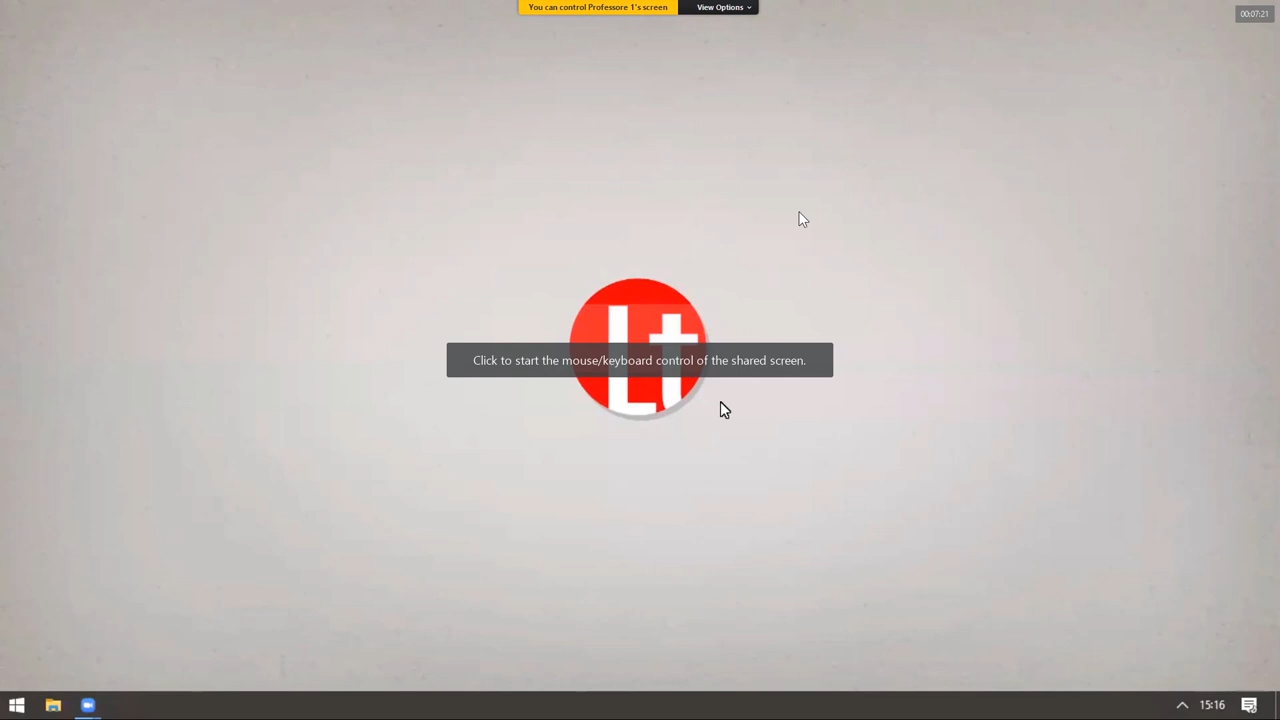 You can control Professore 1's screen
View Options
00:07:21
Lt
Click to start the mouse/keyboard control of the shared screen.
15:16